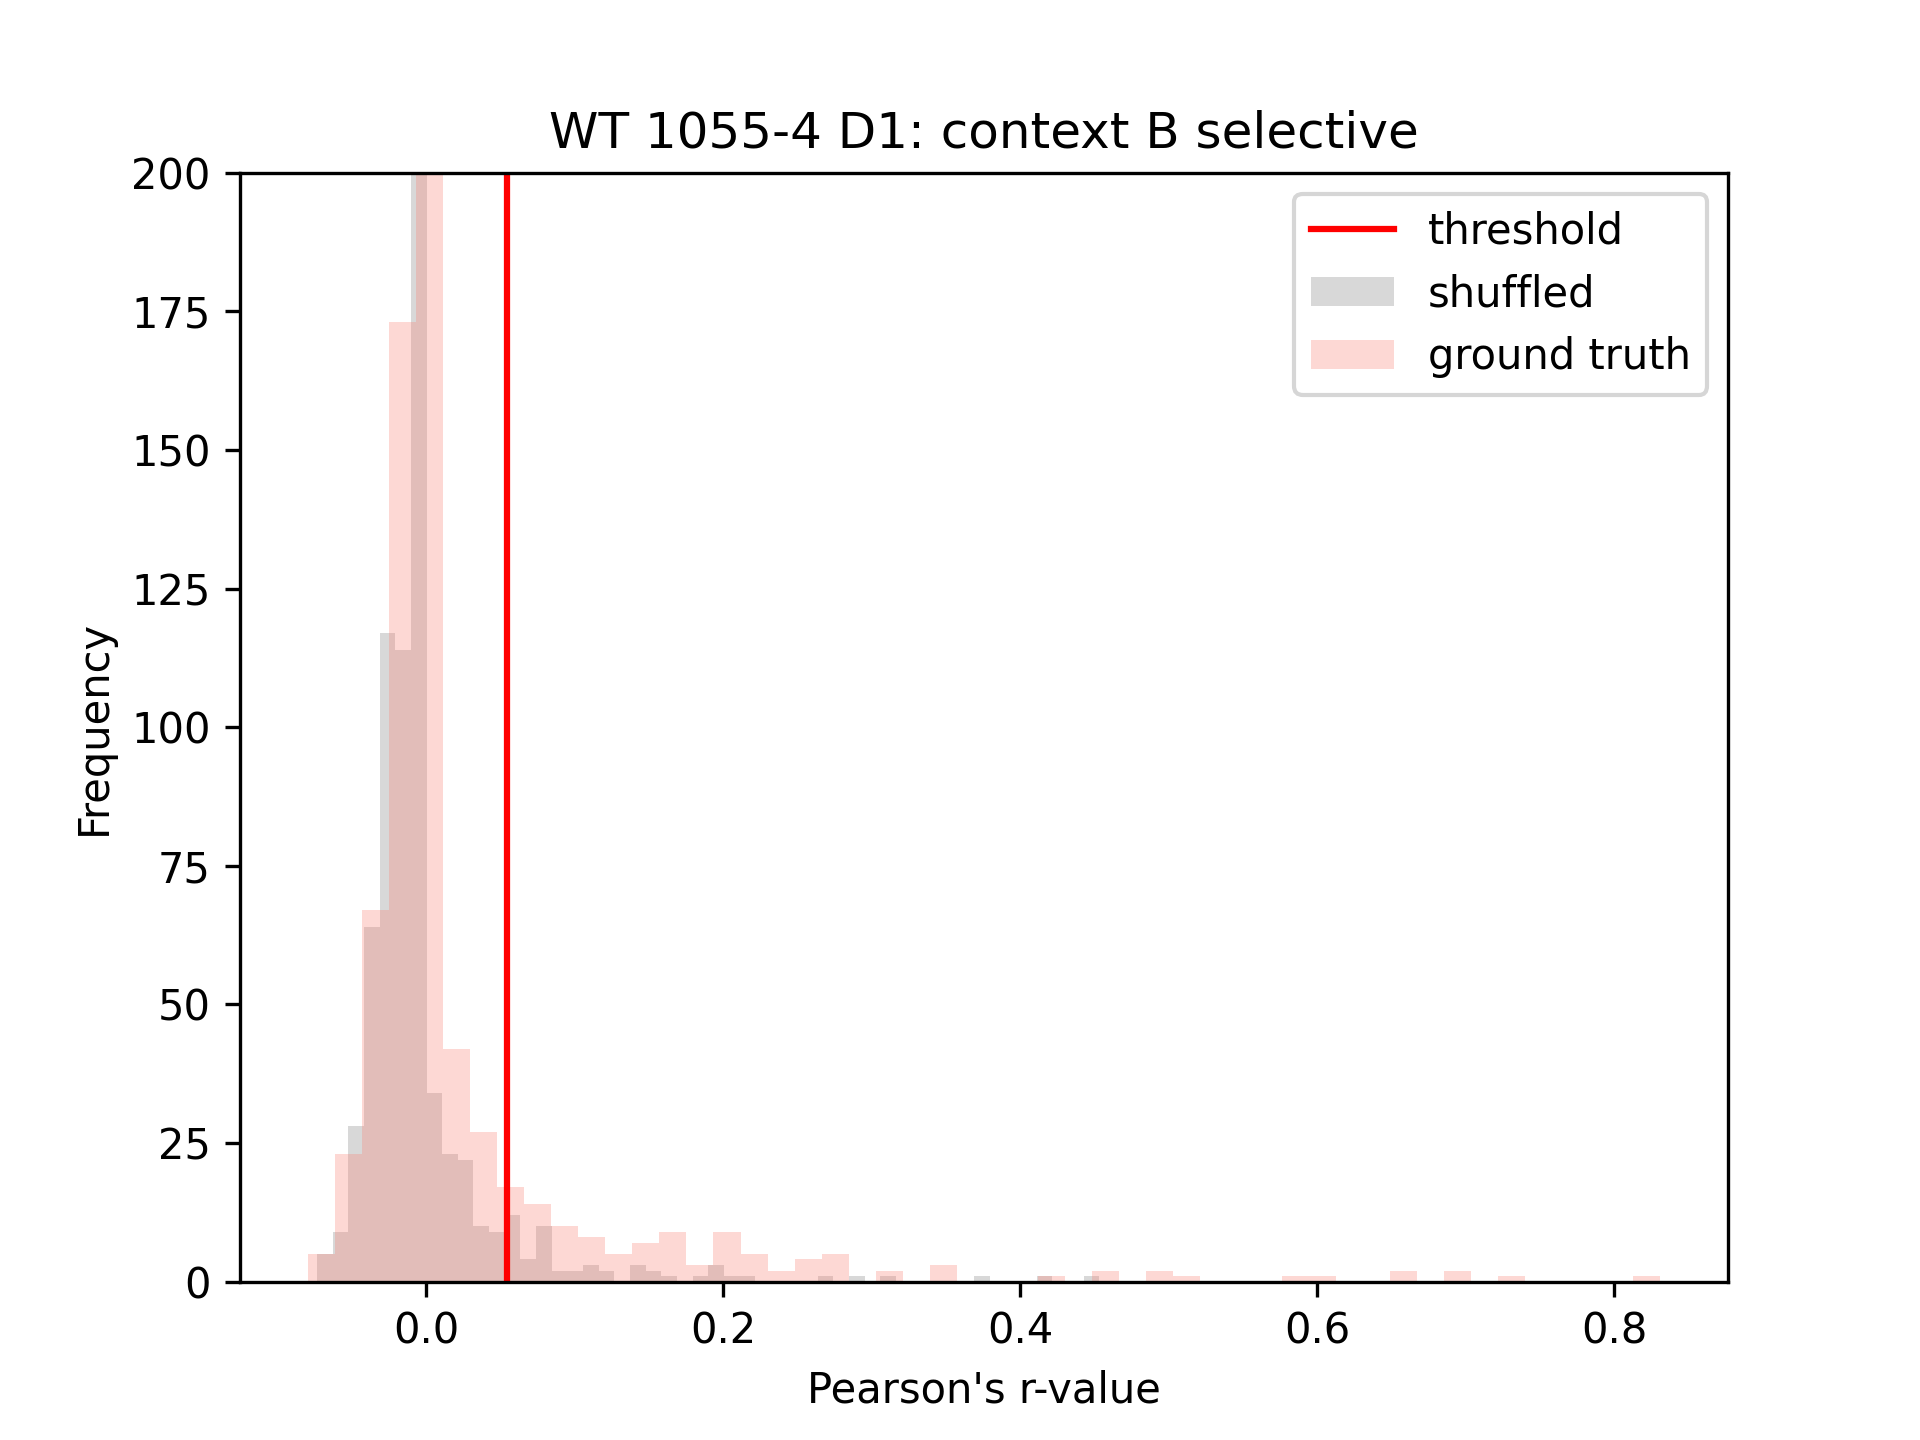 WT 1055-4 D1: context B selective
200
175
150
125
100
75
50
25
0
Frequency
threshold
shuffled
ground truth
0.0 0.2 0.4 0.6 0.8
Pearson's r-value